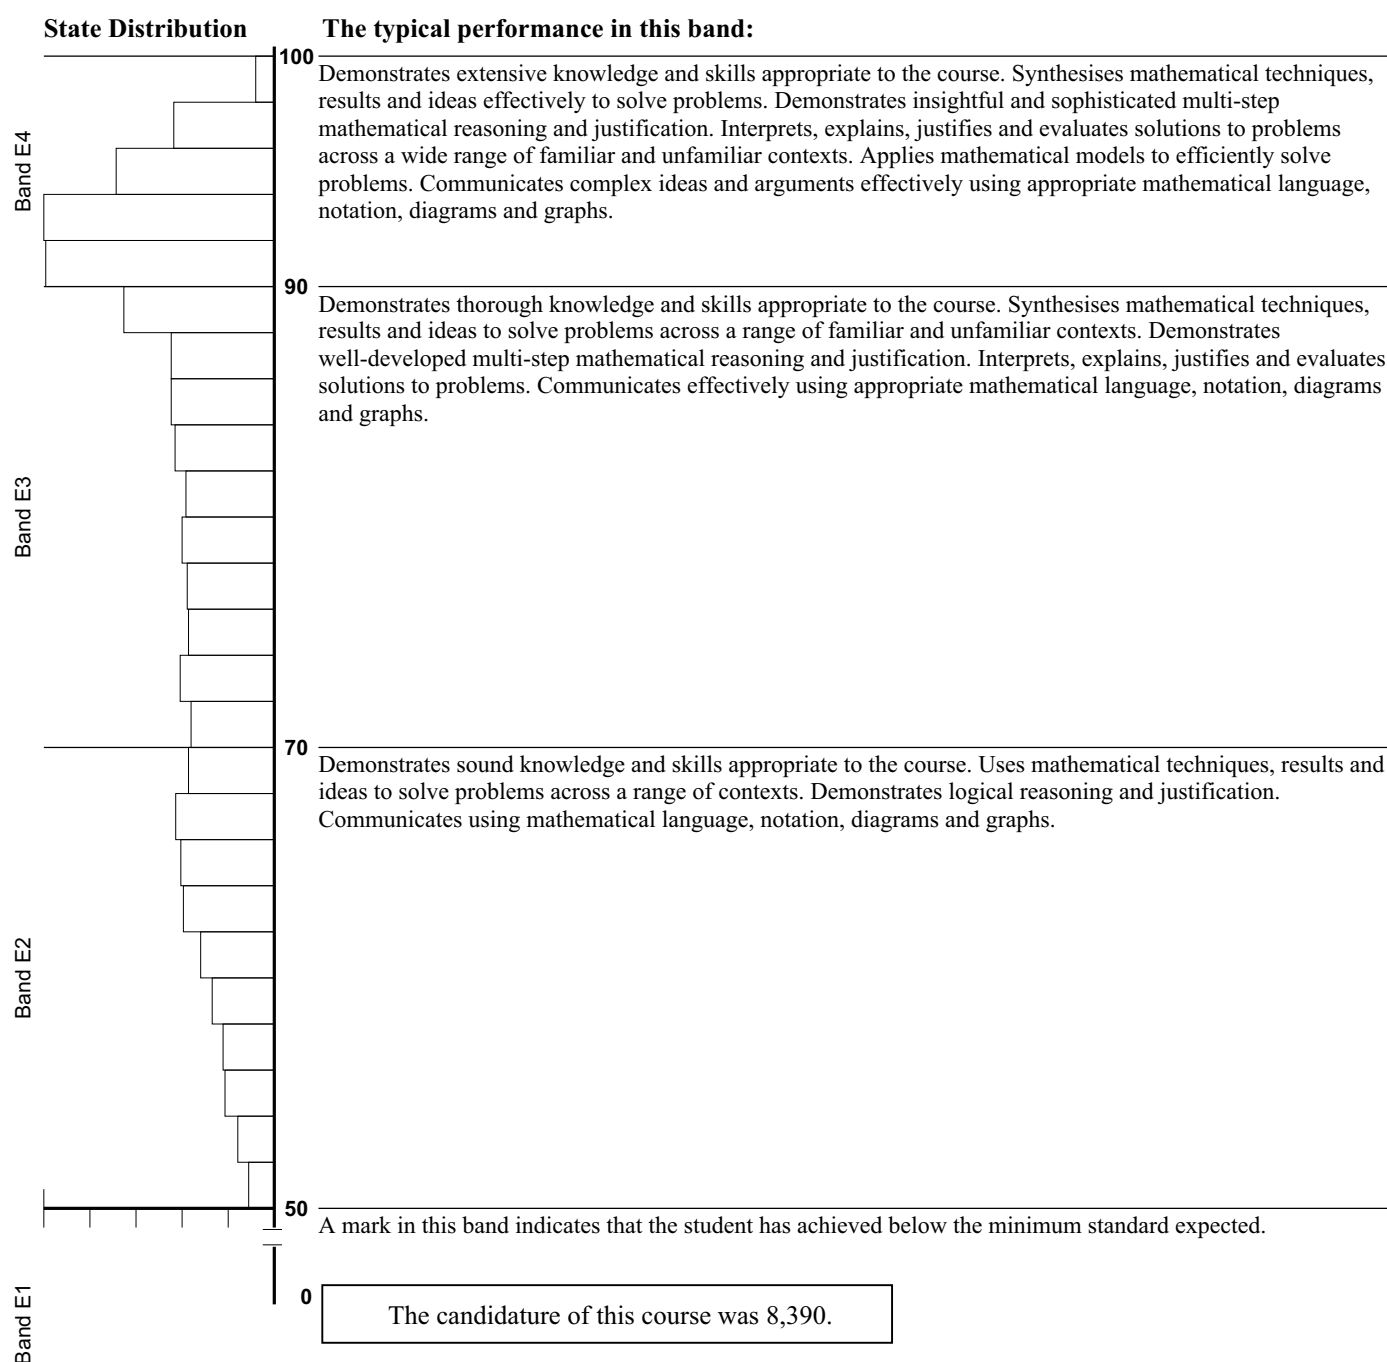 State Distribution
The typical performance in this band:
100
Demonstrates extensive knowledge and skills appropriate to the course. Synthesises mathematical techniques,
results and ideas effectively to solve problems. Demonstrates insightful and sophisticated multi-step
mathematical reasoning and justification. Interprets, explains, justifies and evaluates solutions to problems
across a wide range of familiar and unfamiliar contexts. Applies mathematical models to efficiently solve
problems. Communicates complex ideas and arguments effectively using appropriate mathematical language,
notation, diagrams and graphs.
Band E4
90
Demonstrates thorough knowledge and skills appropriate to the course. Synthesises mathematical techniques,
results and ideas to solve problems across a range of familiar and unfamiliar contexts. Demonstrates
well-developed multi-step mathematical reasoning and justification. Interprets, explains, justifies and evaluates
solutions to problems. Communicates effectively using appropriate mathematical language, notation, diagrams
and graphs.
Band E3
70
Demonstrates sound knowledge and skills appropriate to the course. Uses mathematical techniques, results and
ideas to solve problems across a range of contexts. Demonstrates logical reasoning and justification.
Communicates using mathematical language, notation, diagrams and graphs.
Band E2
50
A mark in this band indicates that the student has achieved below the minimum standard expected.
0
Band E1
The candidature of this course was 8,390.